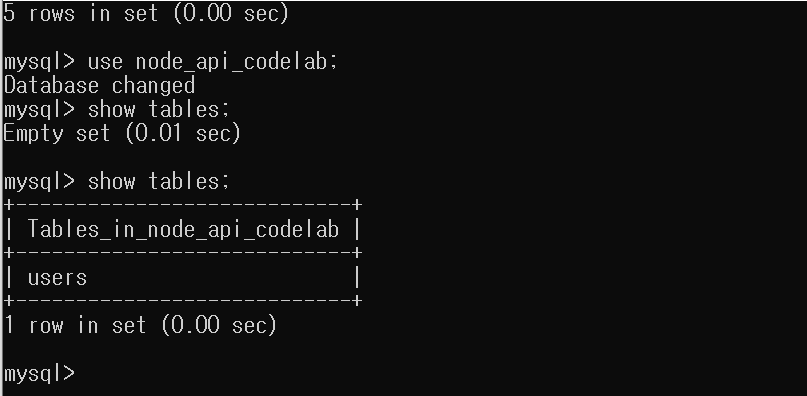 5 rows in set (0.00 sec)
mysql> use node_api_codelab;
Database changed
mysql> show tables;
Empty set (0.01 sec)
mysql> show tables;
+----------------------------+
| Tables_in_node_api_codelab |
+----------------------------+
| users                      |
+----------------------------+
1 row in set (0.00 sec)
mysql>